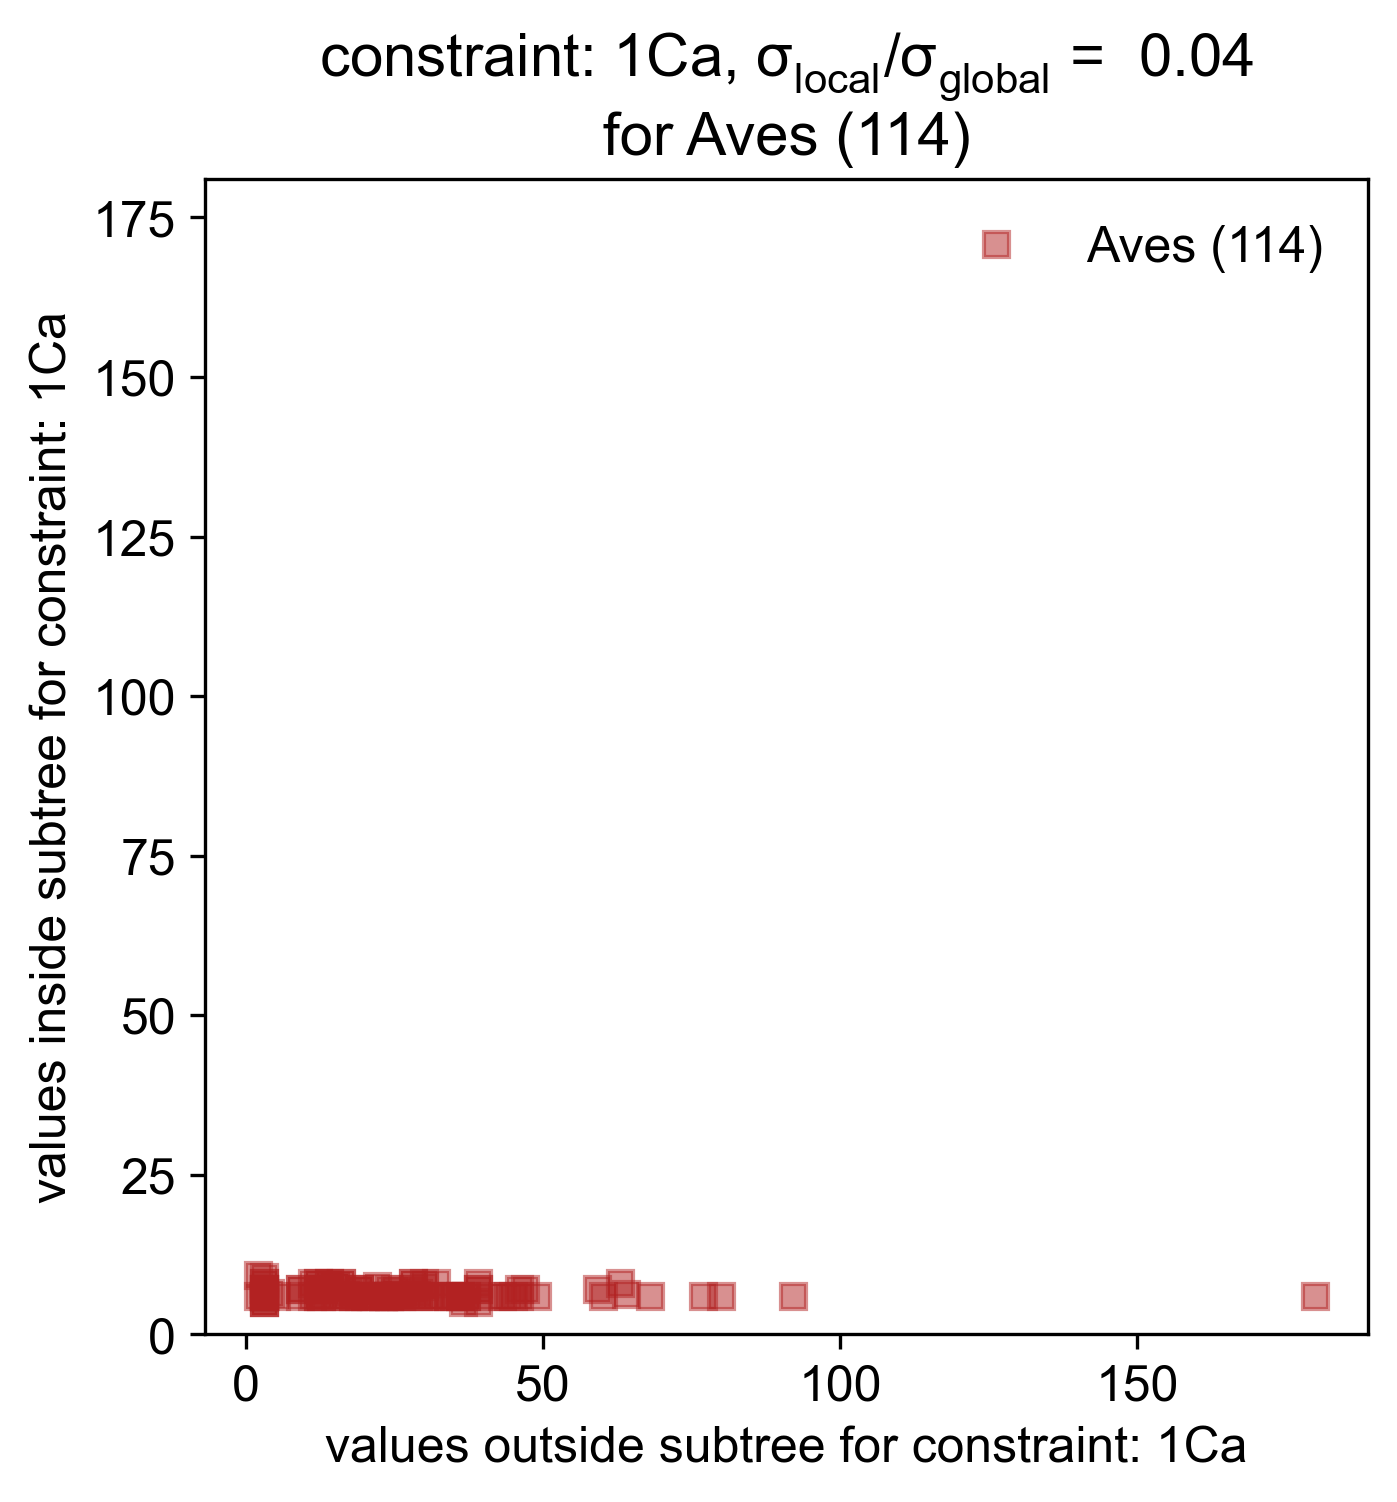 constraint: 1Ca, σlocal/σglobal = 0.04
for Aves (114)
Aves (114)
175
150
125
100
75
50
25
0
values inside subtree for constraint: 1Ca
0 50 100 150
values outside subtree for constraint: 1Ca